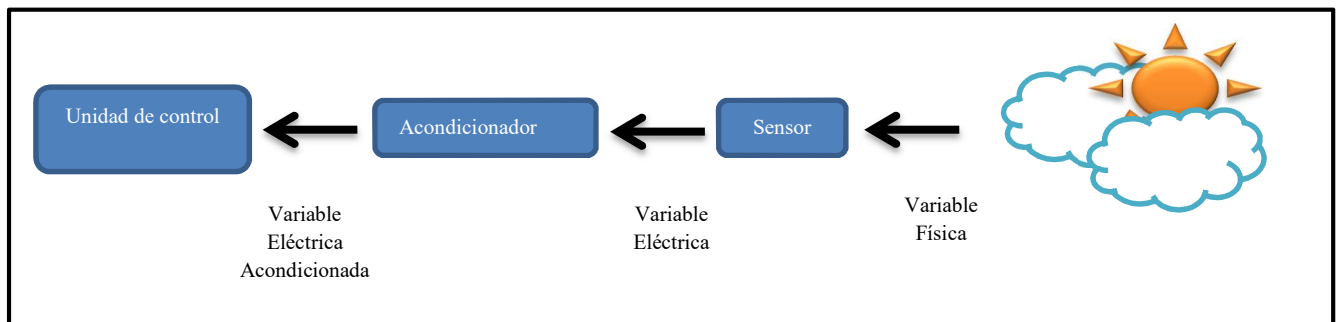 Unidad de control
Acondicionador
Sensor
Variable
Eléctrica
Acondicionada
Variable
Eléctrica
Variable
Física